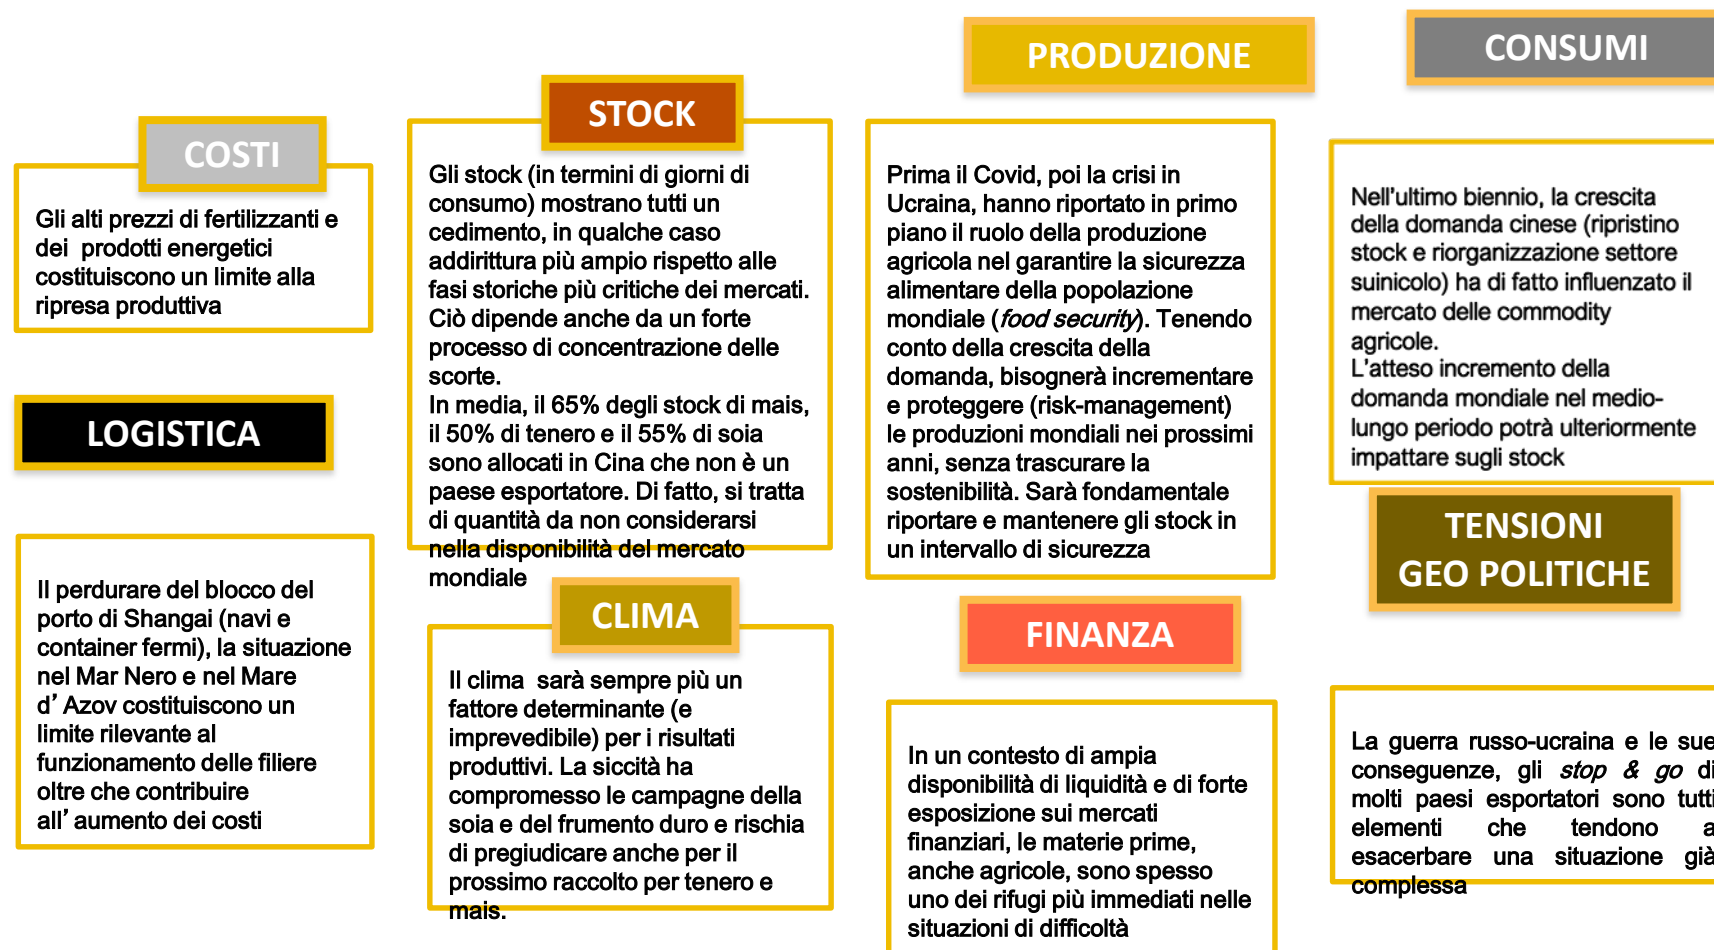 COSTI
Gli alti prezzi di fertilizzanti e
dei prodotti energetici
costituiscono un limite alla
ripresa produttiva
LOGISTICA
Il perdurare del blocco del
porto di Shangai (navi e
container fermi), la situazione
nel Mar Nero e nel Mare
d’ Azov costituiscono un
limite rilevante al
funzionamento delle filiere
oltre che contribuire
all’ aumento dei costi
STOCK
Gli stock (in termini di giorni di
consumo) mostrano tutti un
cedimento, in qualche caso
addirittura più ampio rispetto alle
fasi storiche più critiche dei mercati.
Ciò dipende anche da un forte
processo di concentrazione delle
scorte.
In media, il 65% degli stock di mais,
il 50% di tenero e il 55% di soia
sono allocati in Cina che non è un
paese esportatore. Di fatto, si tratta
di quantità da non considerarsi
nella disponibilità del mercato
mondiale
CLIMA
Il clima sarà sempre più un
fattore determinante (e
imprevedibile) per i risultati
produttivi. La siccità ha
compromesso le campagne della
soia e del frumento duro e rischia
di pregiudicare anche per il
prossimo raccolto per tenero e
mais.
PRODUZIONE
Prima il Covid, poi la crisi in
Ucraina, hanno riportato in primo
piano il ruolo della produzione
agricola nel garantire la sicurezza
alimentare della popolazione
mondiale (food security). Tenendo
conto della crescita della
domanda, bisognerà incrementare
e proteggere (risk-management)
le produzioni mondiali nei prossimi
anni, senza trascurare la
sostenibilità. Sarà fondamentale
riportare e mantenere gli stock in
un intervallo di sicurezza
FINANZA
In un contesto di ampia
disponibilità di liquidità e di forte
esposizione sui mercati
finanziari, le materie prime,
anche agricole, sono spesso
uno dei rifugi più immediati nelle
situazioni di difficoltà
CONSUMI
Nell'ultimo biennio, la crescita
della domanda cinese (ripristino
stock e riorganizzazione settore
suinicolo) ha di fatto influenzato il
mercato delle commodity
agricole.
L'atteso incremento della
domanda mondiale nel medio-
lungo periodo potrà ulteriormente
impattare sugli stock
TENSIONI
GEO POLITICHE
La guerra russo-ucraina e le sue
conseguenze, gli stop & go di
molti paesi esportatori sono tutti
elementi che tendono a
esacerbare una situazione già
complessa